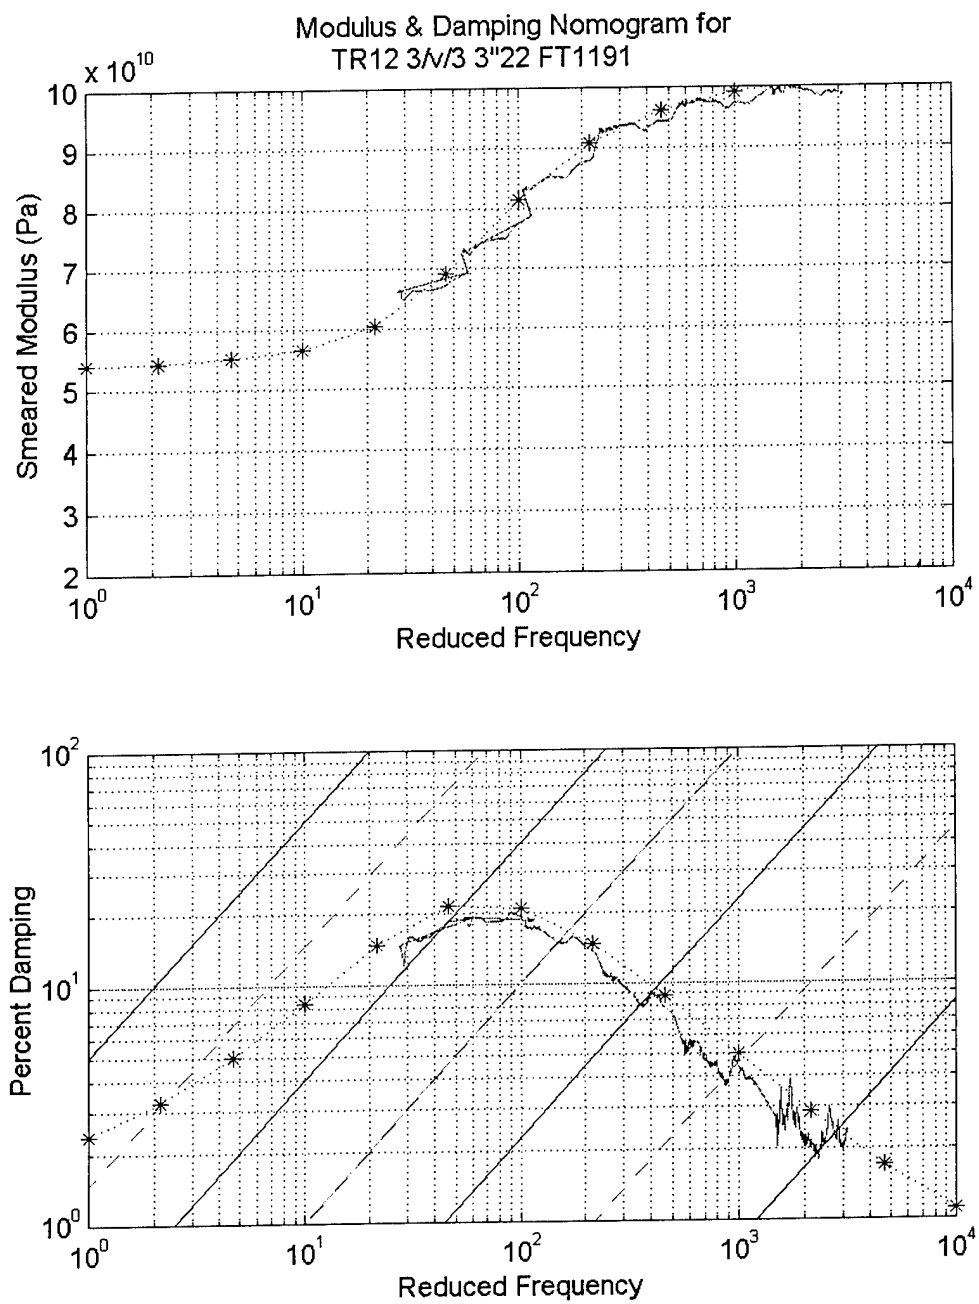 Modulus & Damping Nomogram for
TR12 3/v/3 3"22 FT1191
x 10^10
10
9
8
7
6
5
4
3
2
Smeared Modulus (Pa)
10^0 10^1 10^2 10^3 10^4
Reduced Frequency
10^2
10^1
10^0
Percent Damping
10^0 10^1 10^2 10^3 10^4
Reduced Frequency